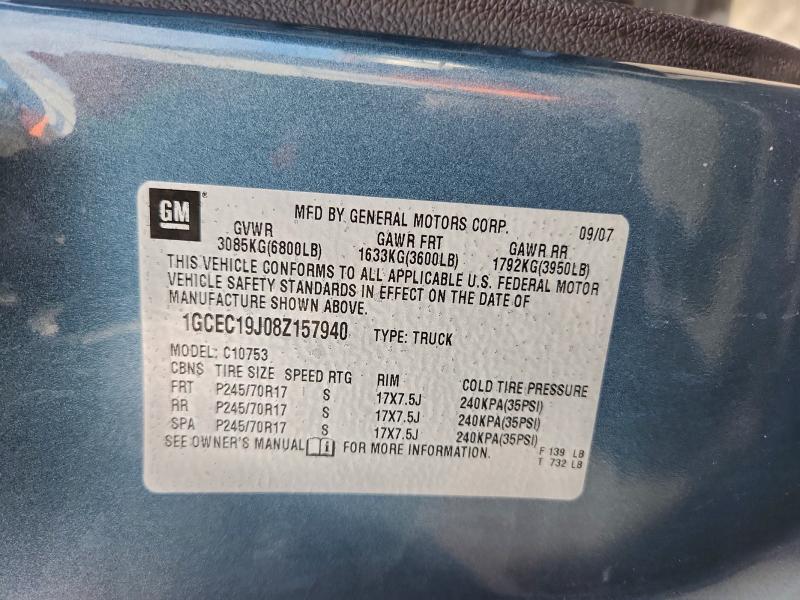 GM ®
MFD BY GENERAL MOTORS CORP. 09/07
GVWR GAWR FRT GAWR RR
3085KG(6800LB) 1633KG(3600LB) 1792KG(3950LB)
THIS VEHICLE CONFORMS TO ALL APPLICABLE U.S. FEDERAL MOTOR
VEHICLE SAFETY STANDARDS IN EFFECT ON THE DATE OF
MANUFACTURE SHOWN ABOVE.
1GCEC19J08Z157940 TYPE: TRUCK
MODEL: C10753
CBNS TIRE SIZE SPEED RTG RIM COLD TIRE PRESSURE
FRT P245/70R17 S 17X7.5J 240KPA(35PSI)
RR P245/70R17 S 17X7.5J 240KPA(35PSI)
SPA P245/70R17 S 17X7.5J 240KPA(35PSI)
SEE OWNER'S MANUAL i FOR MORE INFORMATION.
F 139 LB
T 732 LB